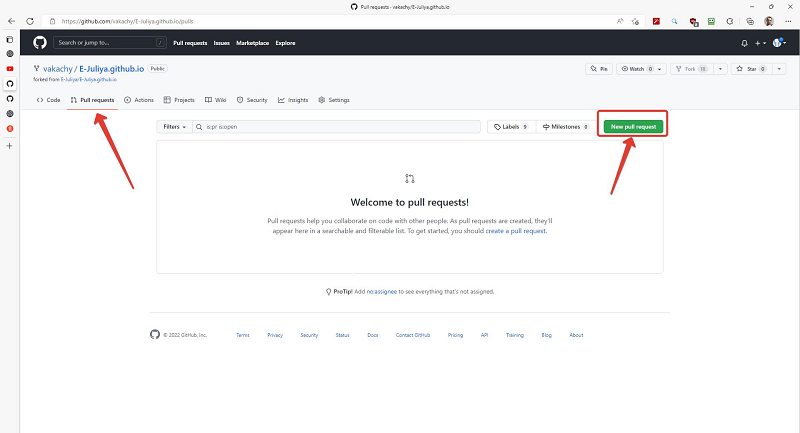 Pull requests · vakachy/E-Juliya.github.io
https://github.com/vakachy/E-Juliya.github.io/pulls
Search or jump to... /
Pull requests Issues Marketplace Explore
vakachy / E-Juliya.github.io Public
forked from E-Juliya/E-Juliya.github.io
Pin Watch 0 Fork 18 Star 0
Code Pull requests Actions Projects Wiki Security Insights Settings
Filters is:pr is:open Labels 9 Milestones 0 New pull request
Welcome to pull requests!
Pull requests help you collaborate on code with other people. As pull requests are created, they'll
appear here in a searchable and filterable list. To get started, you should create a pull request.
ProTip! Add no:assignee to see everything that's not assigned.
© 2022 GitHub, Inc. Terms Privacy Security Status Docs Contact GitHub Pricing API Training Blog About